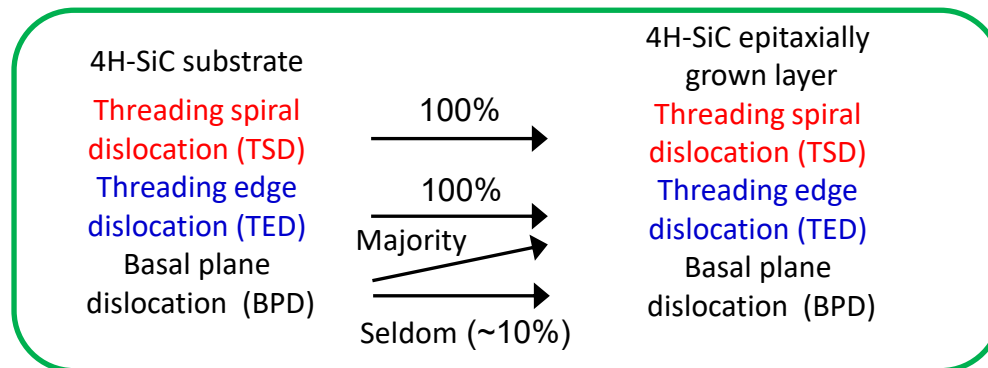 4H-SiC substrate
Threading spiral
dislocation (TSD)
Threading edge
dislocation (TED)
Basal plane
dislocation  (BPD)
100%
100%
Majority
Seldom (~10%)
4H-SiC epitaxially
grown layer
Threading spiral
dislocation (TSD)
Threading edge
dislocation (TED)
Basal plane
dislocation (BPD)